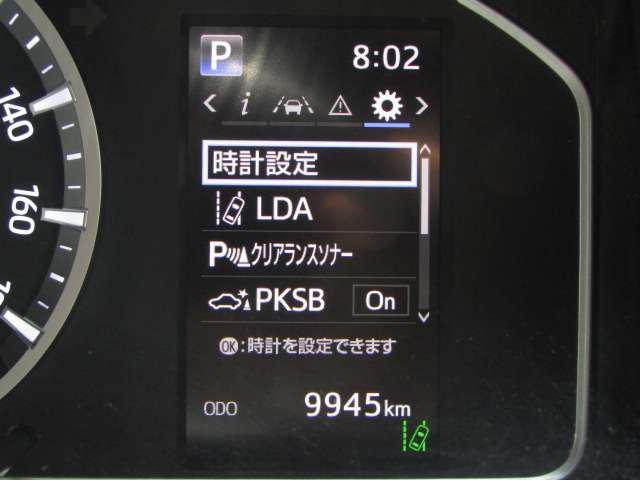 P 8:02
140
時計設定
160
LDA
P クリアランスソナー
PKSB On
OK:時計を設定できます
ODO 9945km